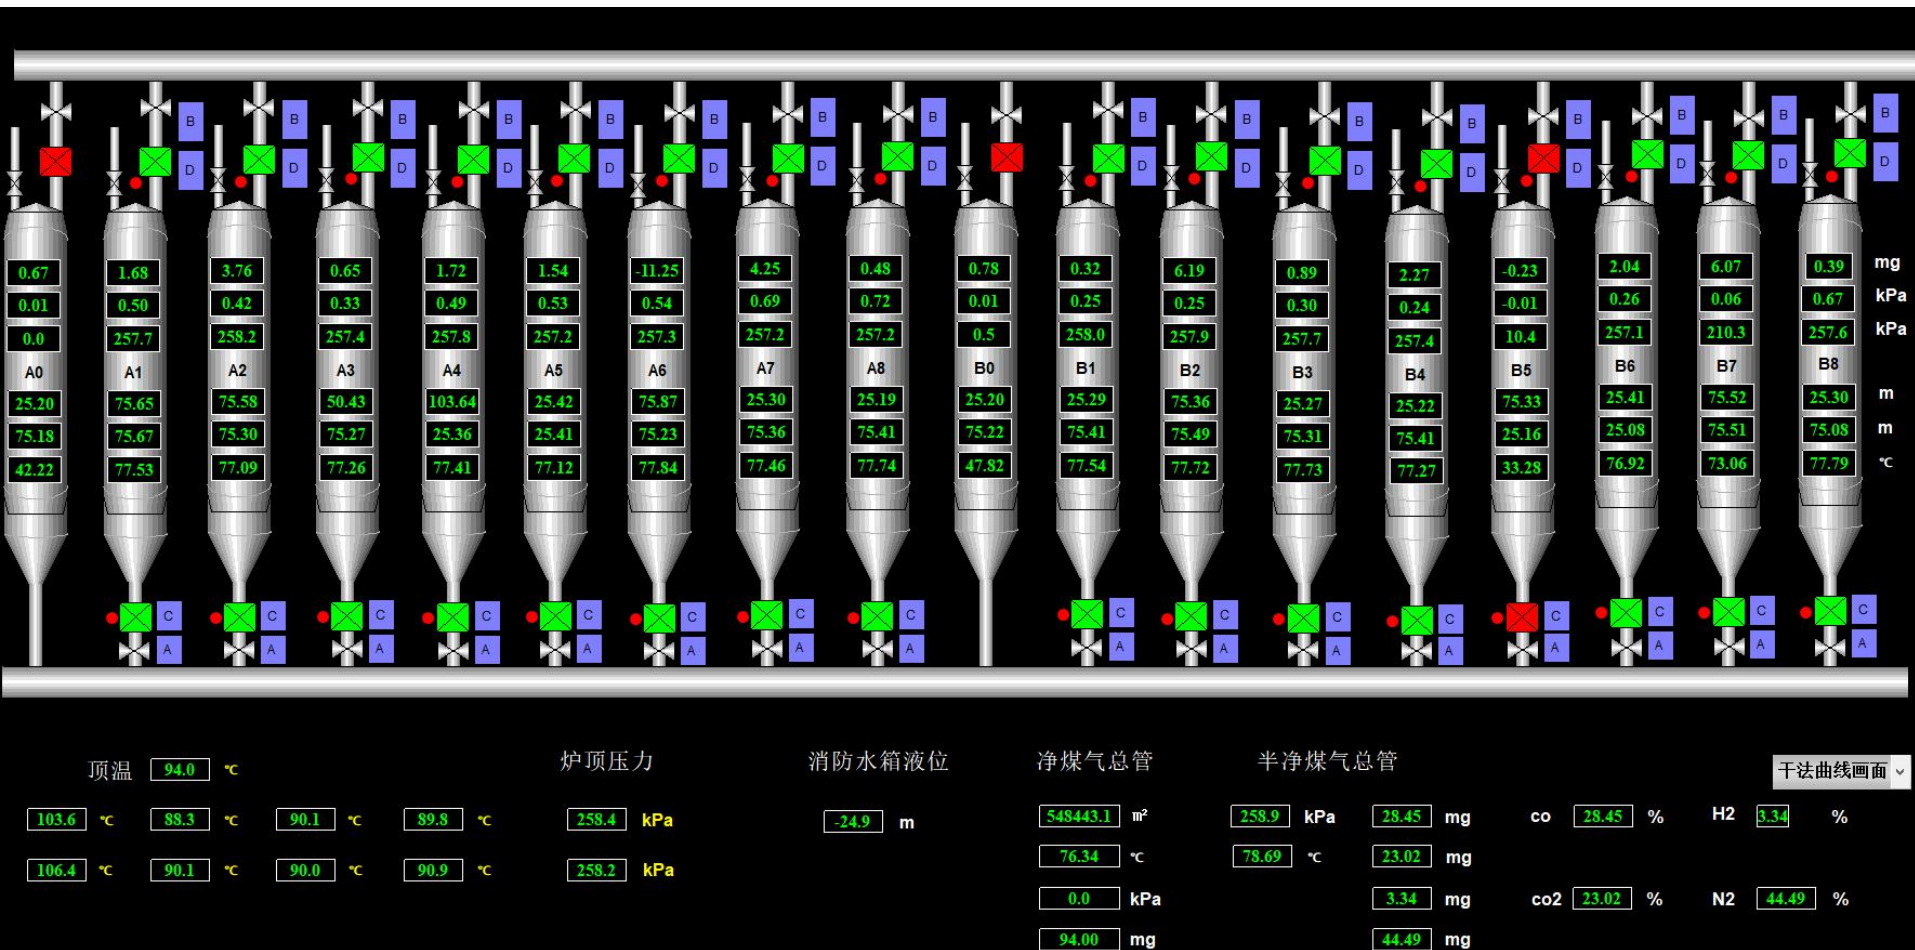 B B B B B B B B B B B B B B B B
D D D D D D D D D D D D D D D D
0.67 1.68 3.76 0.65 1.72 1.54 -11.25 4.25 0.48 0.78 0.32 6.19 0.89 2.27 -0.23 2.04 6.07 0.39 mg
0.01 0.50 0.42 0.33 0.49 0.53 0.54 0.69 0.72 0.01 0.25 0.25 0.30 0.24 -0.01 0.26 0.06 0.67 kPa
0.0 257.7 258.2 257.4 257.8 257.2 257.3 257.2 257.2 0.5 258.0 257.9 257.7 257.4 10.4 257.1 210.3 257.6 kPa
A0 A1 A2 A3 A4 A5 A6 A7 A8 B0 B1 B2 B3 B4 B5 B6 B7 B8
25.20 75.65 75.58 50.43 103.64 25.42 75.87 25.30 25.19 25.20 25.29 75.36 25.27 25.22 75.33 25.41 75.52 25.30 m
75.18 75.67 75.30 75.27 25.36 25.41 75.23 75.36 75.41 75.22 75.41 75.49 75.31 75.41 25.16 25.08 75.51 75.08 m
42.22 77.53 77.09 77.26 77.41 77.12 77.84 77.46 77.74 47.82 77.54 77.72 77.73 77.27 33.28 76.92 73.06 77.79 ℃
C C C C C C C C C C C C C C C C
A A A A A A A A A A A A A A A A
顶温 94.0 ℃ 炉顶压力 消防水箱液位 净煤气总管 半净煤气总管 干法曲线画面
103.6 ℃ 88.3 ℃ 90.1 ℃ 89.8 ℃ 258.4 kPa -24.9 m 548443.1 m² 258.9 kPa 28.45 mg co 28.45 % H2 3.34 %
106.4 ℃ 90.1 ℃ 90.0 ℃ 90.9 ℃ 258.2 kPa 76.34 ℃ 78.69 ℃ 23.02 mg
0.0 kPa 3.34 mg co2 23.02 % N2 44.49 %
94.00 mg 44.49 mg